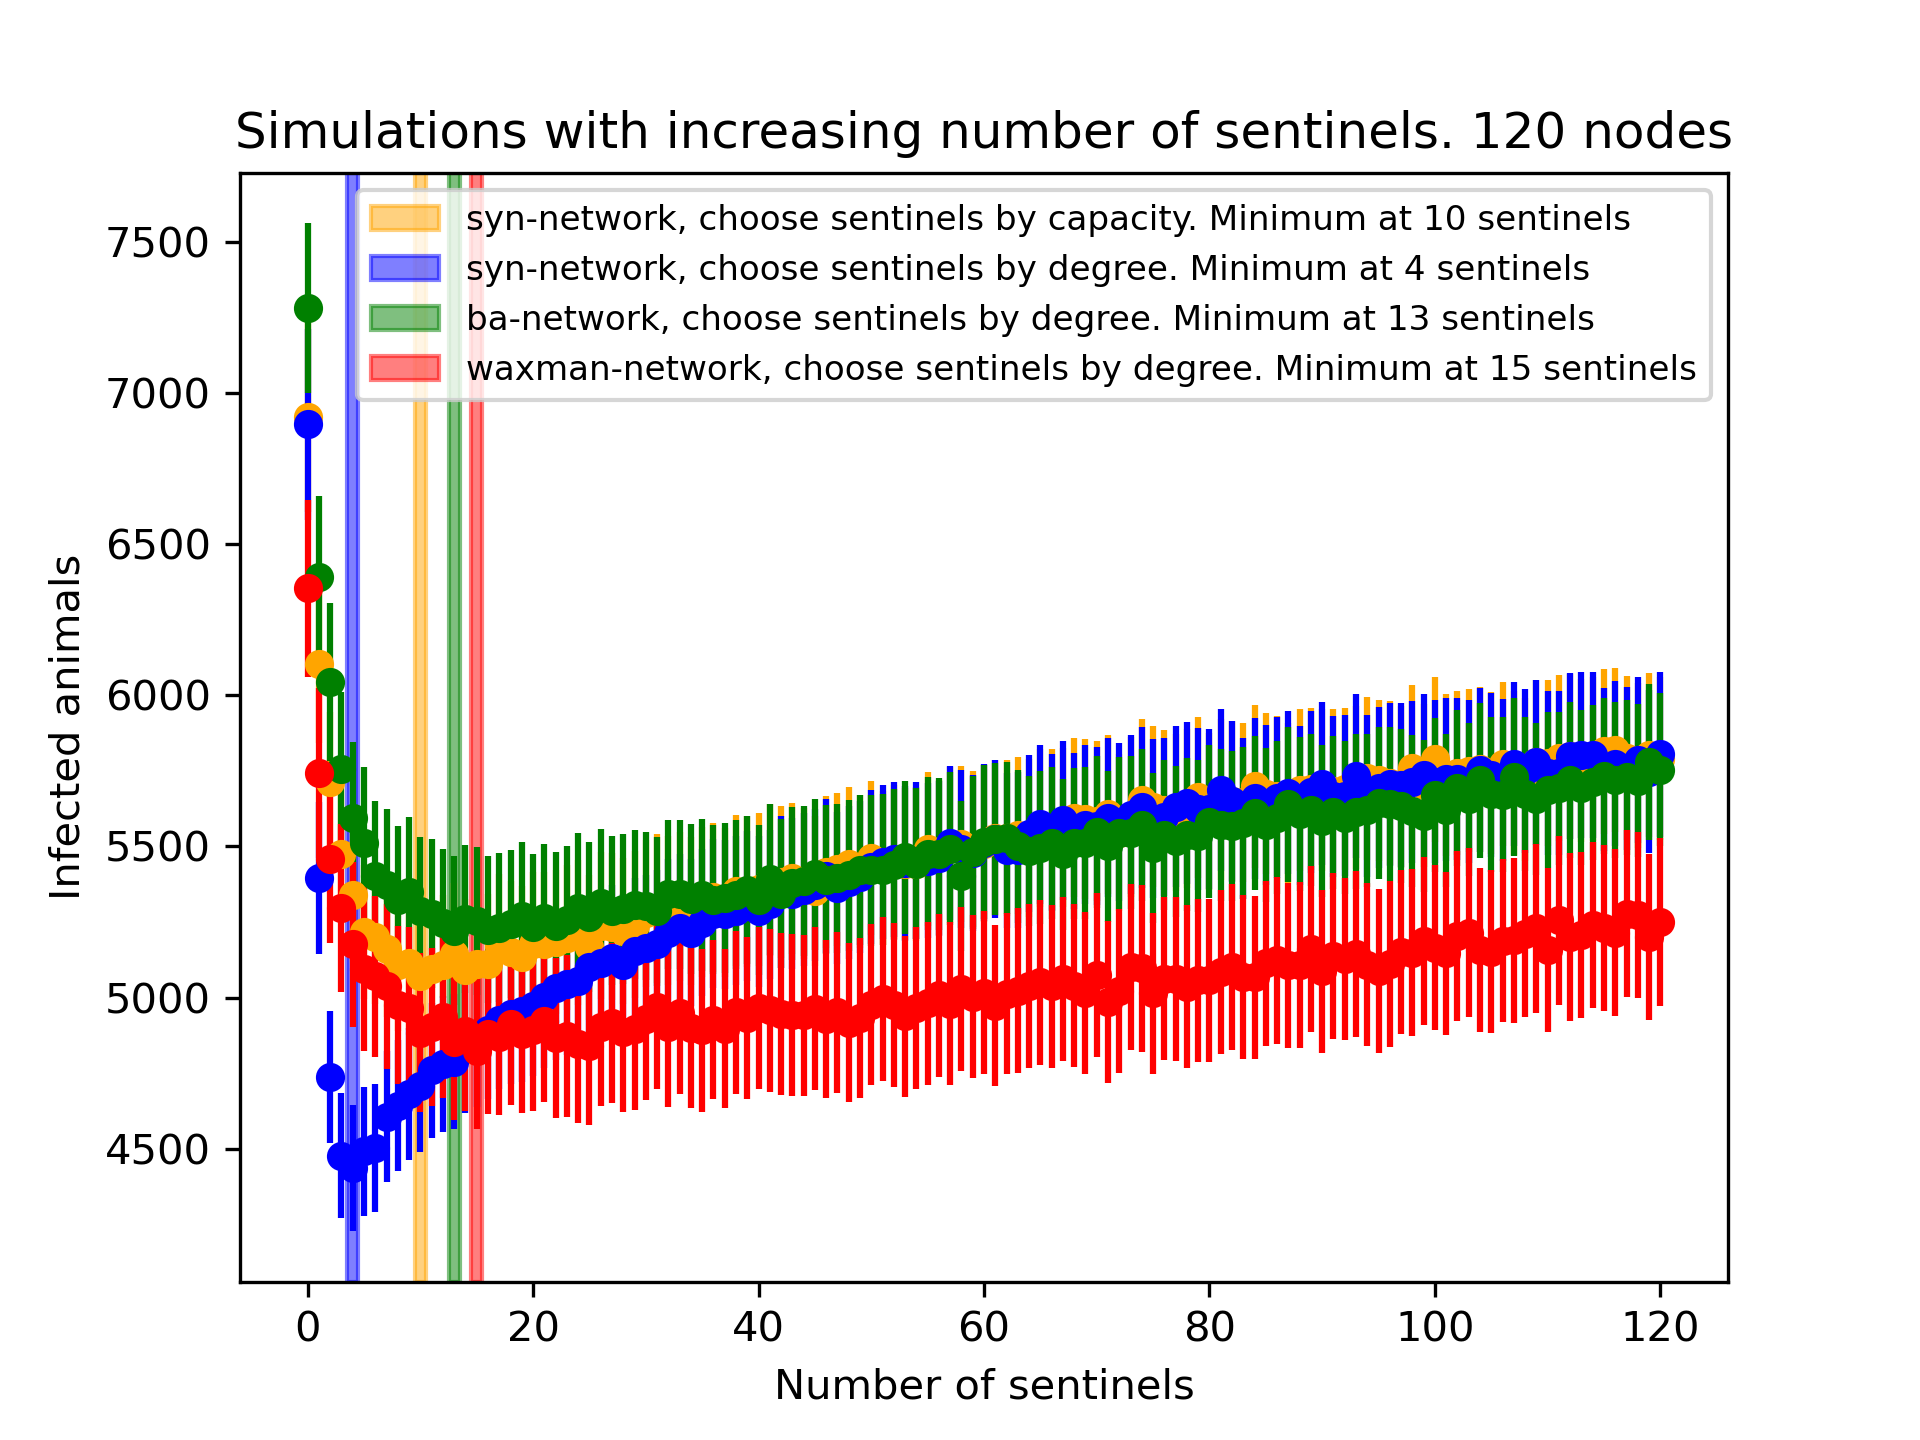 Simulations with increasing number of sentinels. 120 nodes
syn-network, choose sentinels by capacity. Minimum at 10 sentinels
syn-network, choose sentinels by degree. Minimum at 4 sentinels
ba-network, choose sentinels by degree. Minimum at 13 sentinels
waxman-network, choose sentinels by degree. Minimum at 15 sentinels
Infected animals
7500
7000
6500
6000
5500
5000
4500
0 20 40 60 80 100 120
Number of sentinels